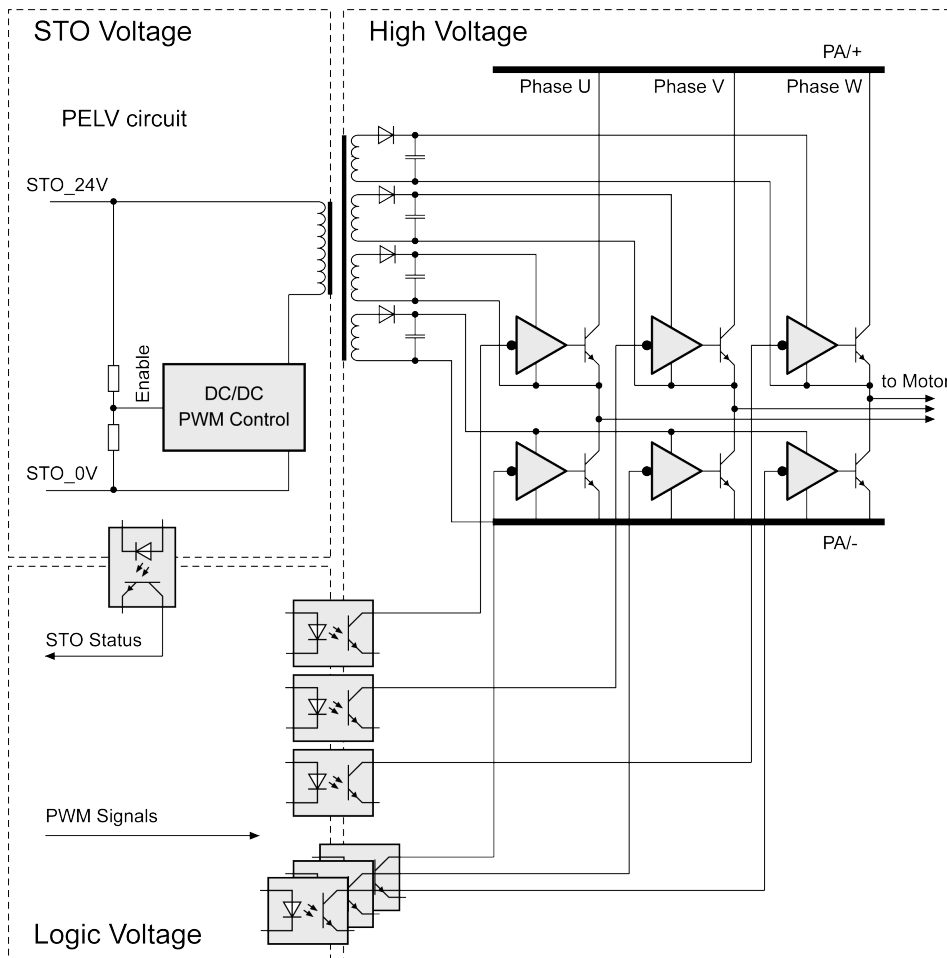 STO Voltage
High Voltage
PA/+
Phase U
Phase V
Phase W
PELV circuit
STO_24V
Enable
DC/DC
PWM Control
to Motor
STO_0V
PA/-
STO Status
PWM Signals
Logic Voltage